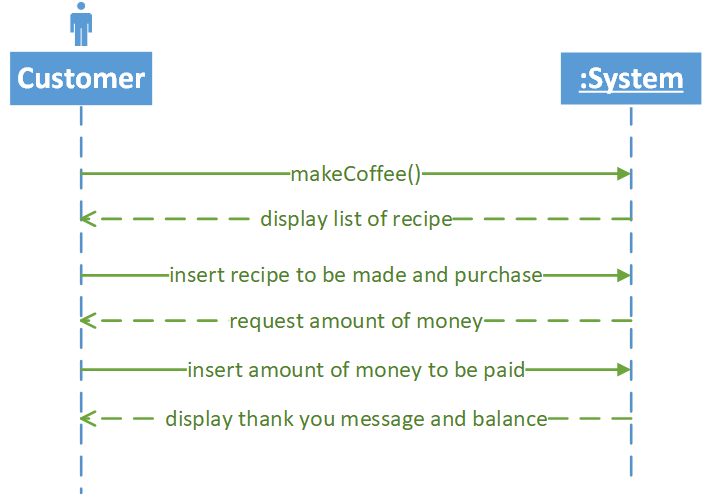 Customer
:System
makeCoffee()
display list of recipe
insert recipe to be made and purchase
request amount of money
insert amount of money to be paid
display thank you message and balance